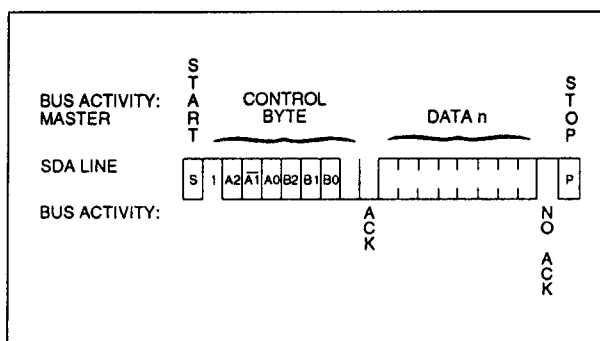 BUS ACTIVITY:
MASTER
START
CONTROL
BYTE
DATA n
STOP
SDA LINE
S 1 A2 A1̅ A0 B2 B1 B0 P
BUS ACTIVITY:
ACK
NO ACK